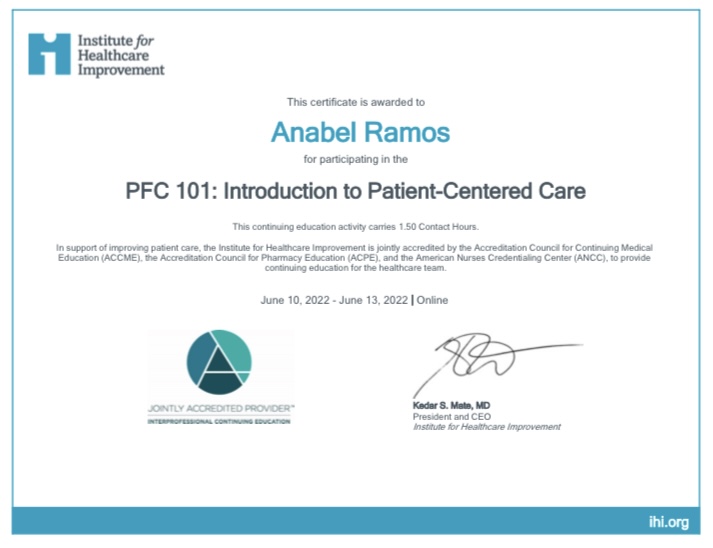 Institute for
Healthcare
Improvement
This certificate is awarded to
Anabel Ramos
for participating in the
PFC 101: Introduction to Patient-Centered Care
This continuing education activity carries 1.50 Contact Hours.
In support of improving patient care, the Institute for Healthcare Improvement is jointly accredited by the Accreditation Council for Continuing Medical
Education (ACCME), the Accreditation Council for Pharmacy Education (ACPE), and the American Nurses Credentialing Center (ANCC), to provide
continuing education for the healthcare team.
June 10, 2022 - June 13, 2022 | Online
JOINTLY ACCREDITED PROVIDER™
INTERPROFESSIONAL CONTINUING EDUCATION
Kedar S. Mate, MD
President and CEO
Institute for Healthcare Improvement
ihi.org